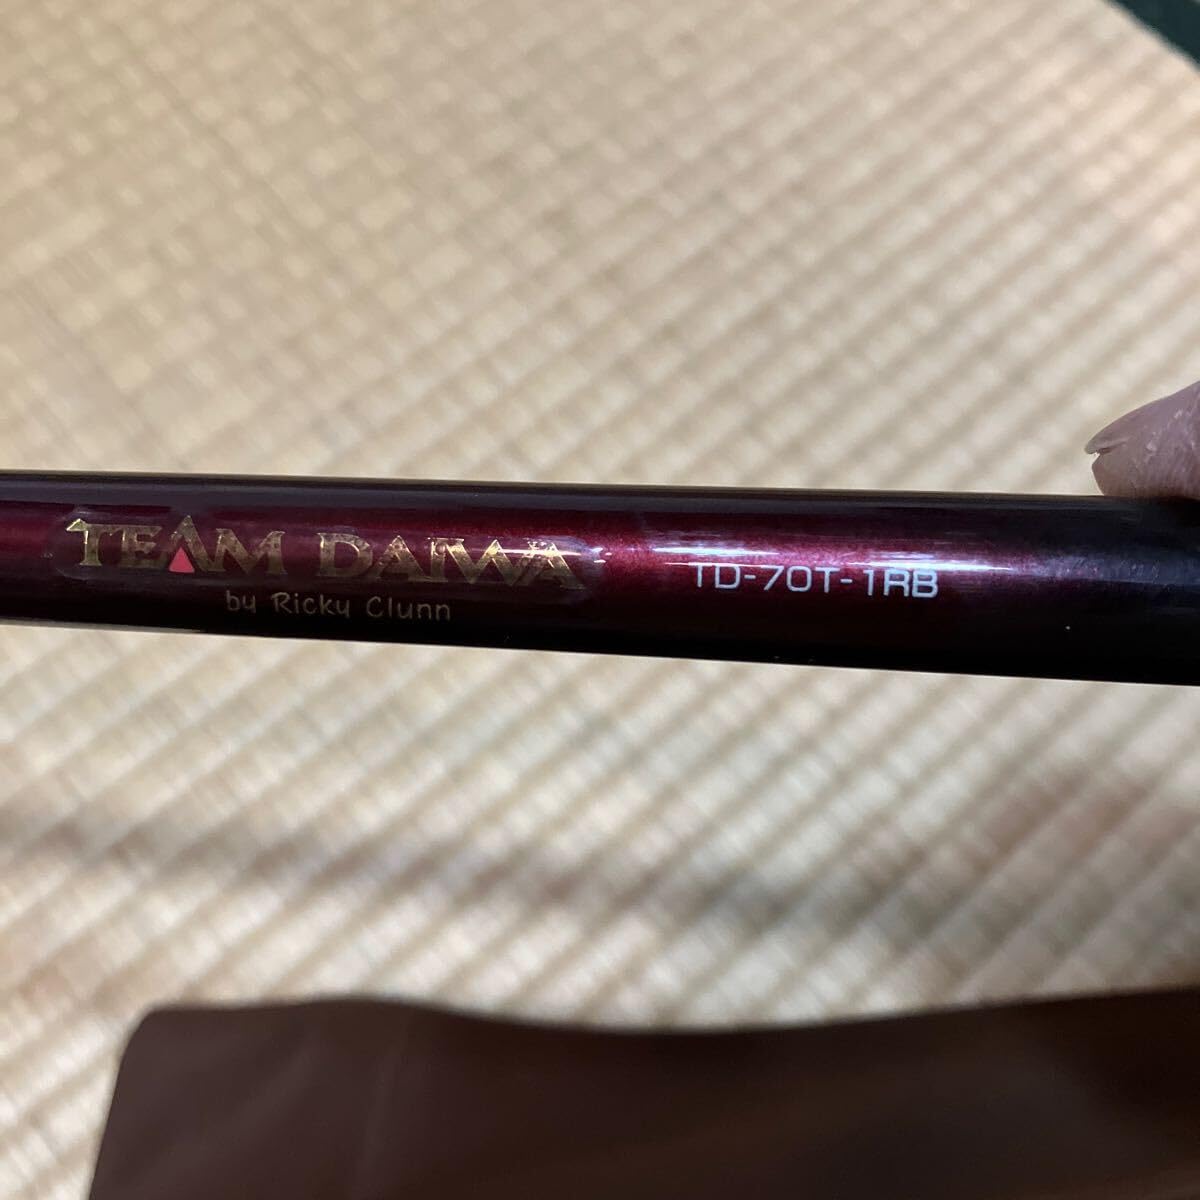 TEAM DAIWA
by Ricky Clunn
TD-70T-1RB